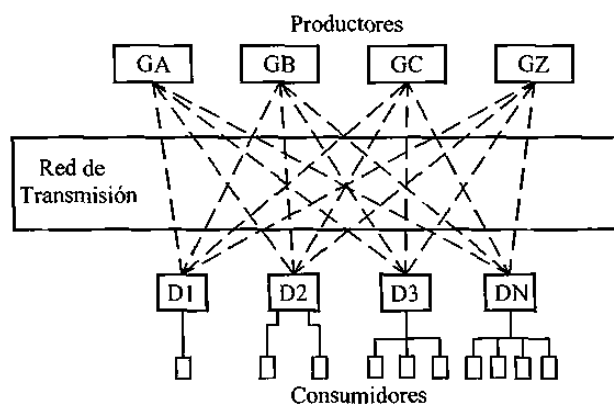 Productores
GA GB GC GZ
Red de
Transmisión
D1 D2 D3 DN
Consumidores